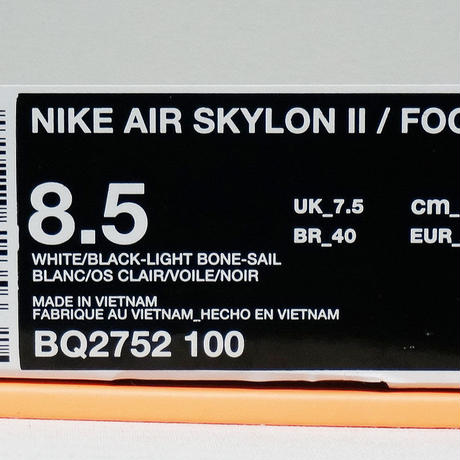 NIKE AIR SKYLON II / FOG
8.5
UK_7.5 cm_
BR_40 EUR_
WHITE/BLACK-LIGHT BONE-SAIL
BLANC/OS CLAIR/VOILE/NOIR
MADE IN VIETNAM
FABRIQUE AU VIETNAM_HECHO EN VIETNAM
BQ2752 100